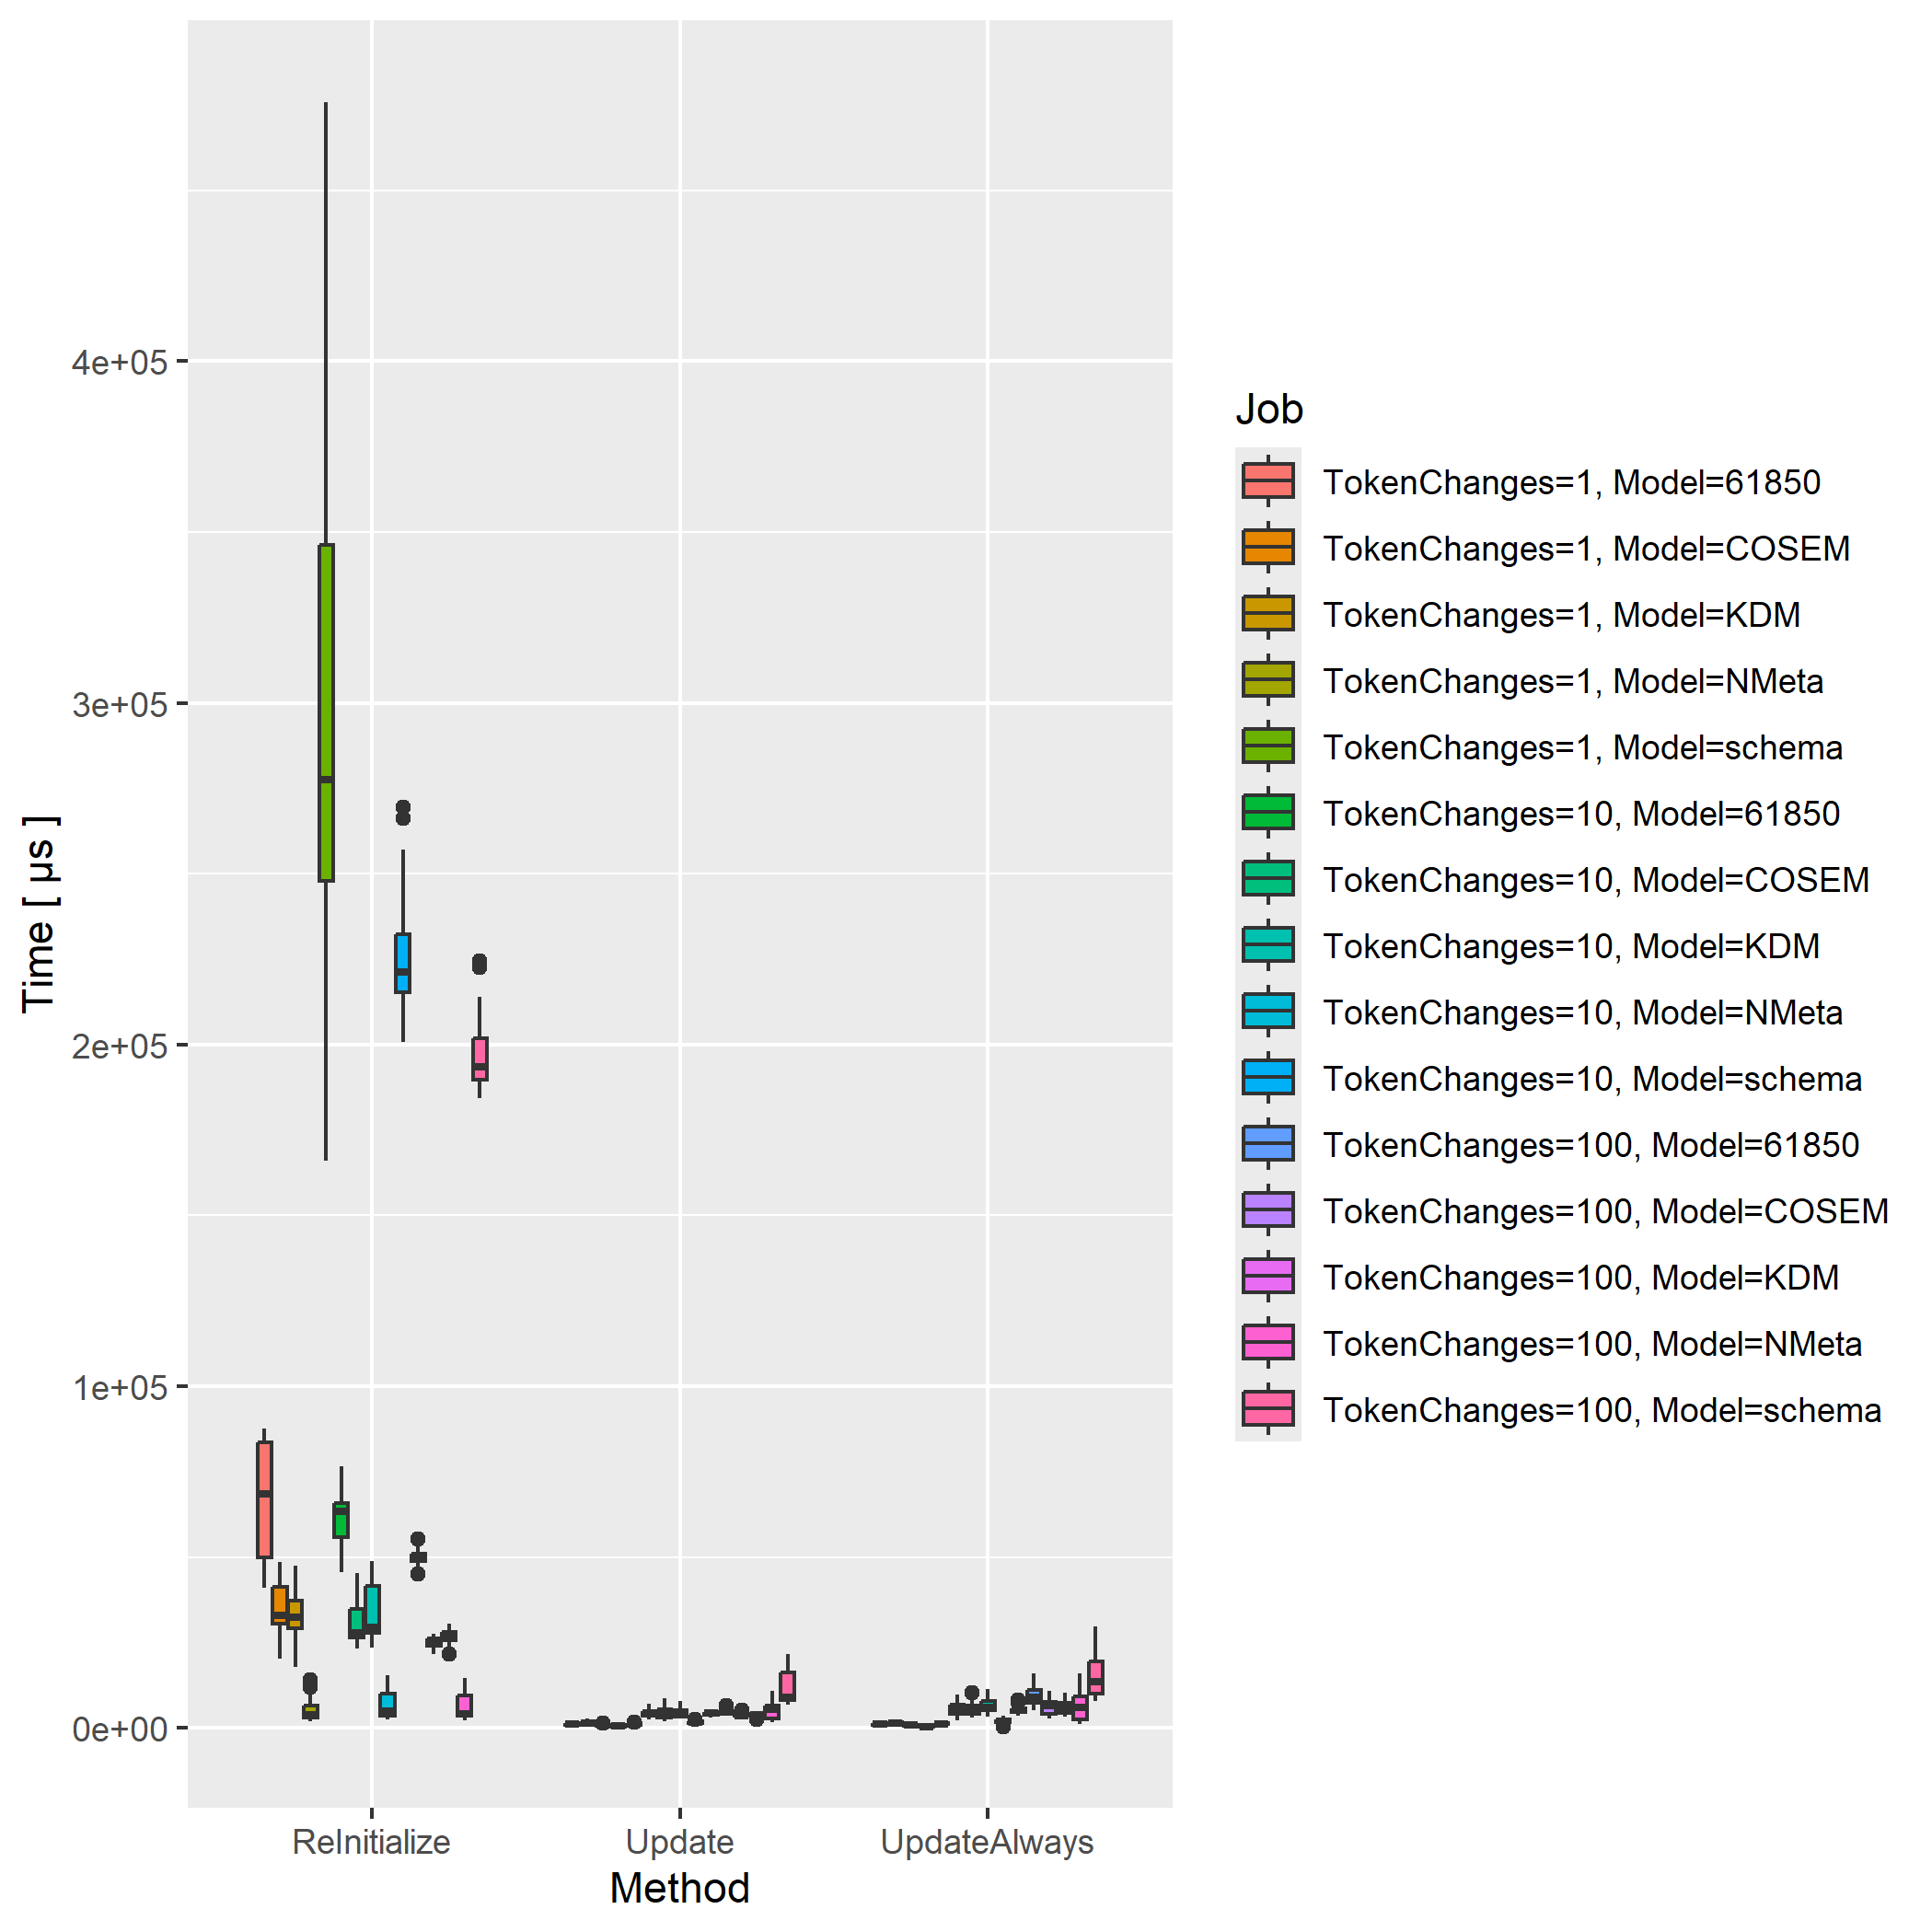 4e+05
3e+05
2e+05
1e+05
0e+00
Time [ µs ]
ReInitialize
Update
UpdateAlways
Method
Job
TokenChanges=1, Model=61850
TokenChanges=1, Model=COSEM
TokenChanges=1, Model=KDM
TokenChanges=1, Model=NMeta
TokenChanges=1, Model=schema
TokenChanges=10, Model=61850
TokenChanges=10, Model=COSEM
TokenChanges=10, Model=KDM
TokenChanges=10, Model=NMeta
TokenChanges=10, Model=schema
TokenChanges=100, Model=61850
TokenChanges=100, Model=COSEM
TokenChanges=100, Model=KDM
TokenChanges=100, Model=NMeta
TokenChanges=100, Model=schema